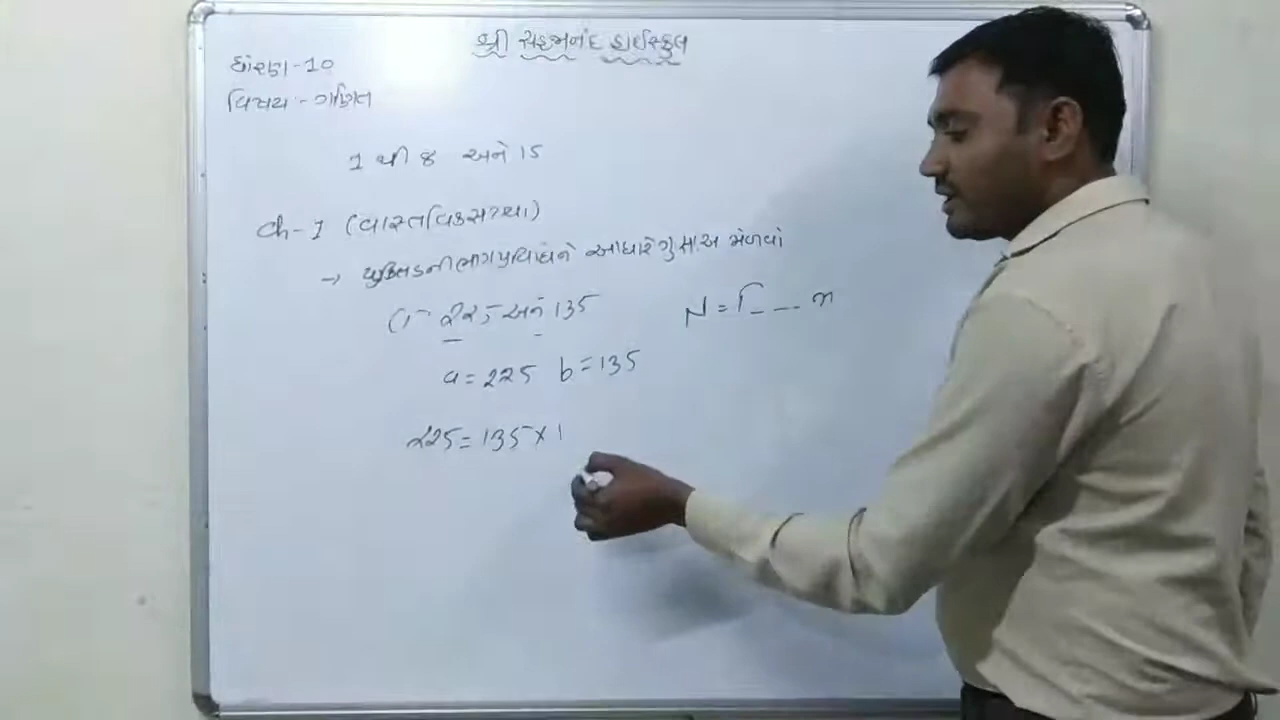 શ્રી સહજાનંદ હાઈસ્કુલ
ધોરણ - 10
વિષય :- ગણિત
1 થી 8 અને 15
Ch-1 (વાસ્તવિક સંખ્યા)
→ યુક્લિડની ભાગપ્રવિધિને આધારે ગુ.સા.અ મેળવો
225 અને 135
a = 225 b = 135
225 = 135 × 1